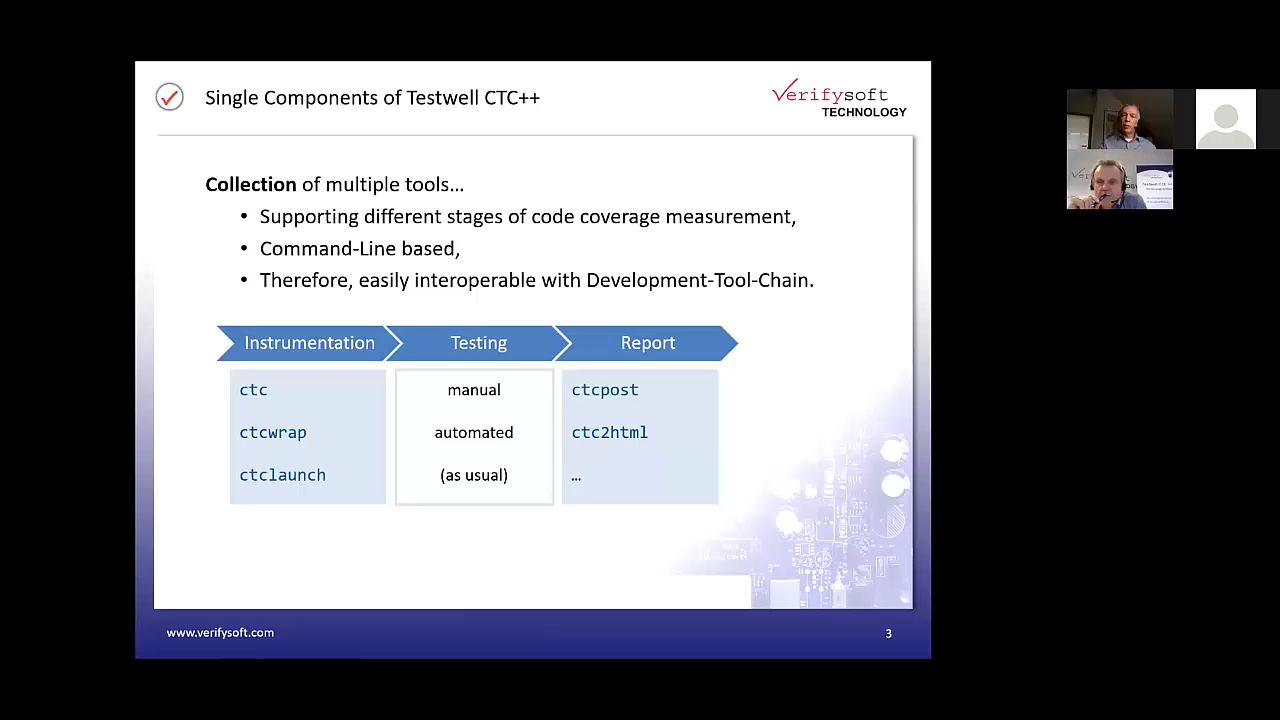 Single Components of Testwell CTC++
Verifysoft
TECHNOLOGY
Collection of multiple tools...
• Supporting different stages of code coverage measurement,
• Command-Line based,
• Therefore, easily interoperable with Development-Tool-Chain.
Instrumentation Testing Report
ctc manual ctcpost
ctcwrap automated ctc2html
ctclaunch (as usual) ...
www.verifysoft.com 3
Testwell CTC++